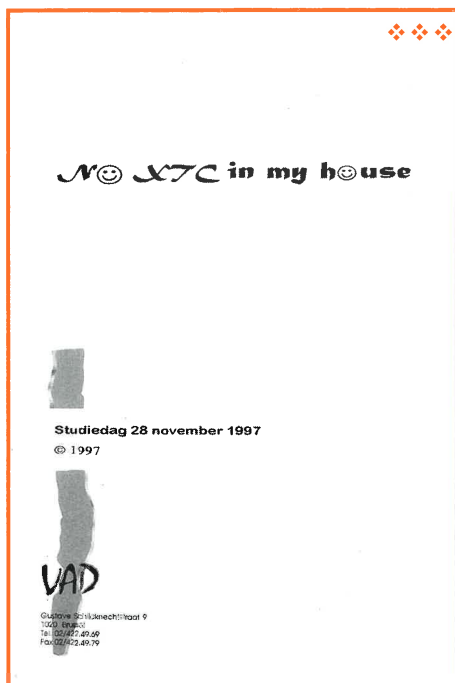 No XTC in my house
Studiedag 28 november 1997
© 1997
VAD
Gustave Schildknechtstraat 9
1020 Brussel
Tel. 02/422.49.69
Fax 02/422.49.79